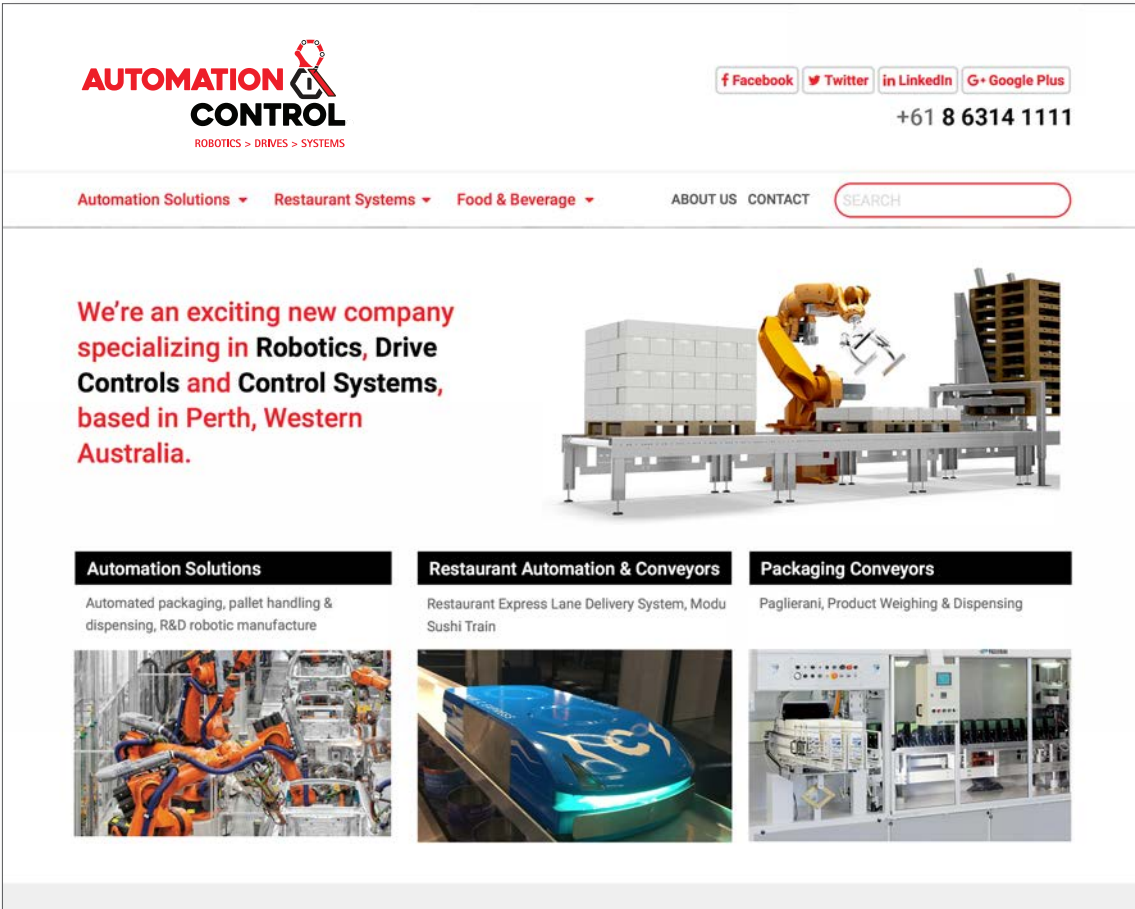 AUTOMATION &
CONTROL
ROBOTICS > DRIVES > SYSTEMS
Facebook Twitter LinkedIn Google Plus
+61 8 6314 1111
Automation Solutions Restaurant Systems Food & Beverage ABOUT US CONTACT SEARCH
We’re an exciting new company
specializing in Robotics, Drive
Controls and Control Systems,
based in Perth, Western
Australia.
Automation Solutions
Automated packaging, pallet handling &
dispensing, R&D robotic manufacture
Restaurant Automation & Conveyors
Restaurant Express Lane Delivery System, Modu
Sushi Train
Packaging Conveyors
Paglierani, Product Weighing & Dispensing